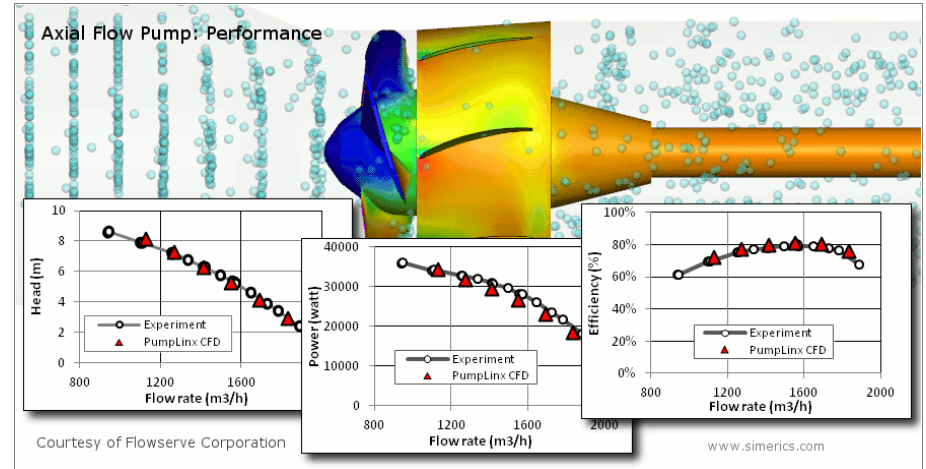 Axial Flow Pump: Performance
10
8
6
4
2
0
Head (m)
Experiment
PumpLinx CFD
800
1200
1600
Flow rate (m3/h)
40000
30000
20000
10000
0
Power (watt)
Experiment
PumpLinx CFD
800
1200
1600
2000
Flow rate (m3/h)
100%
80%
60%
40%
20%
0%
Efficiency (%)
Experiment
PumpLinx CFD
800
1200
1600
2000
Flow rate (m3/h)
Courtesy of Flowserve Corporation
www.simerics.com